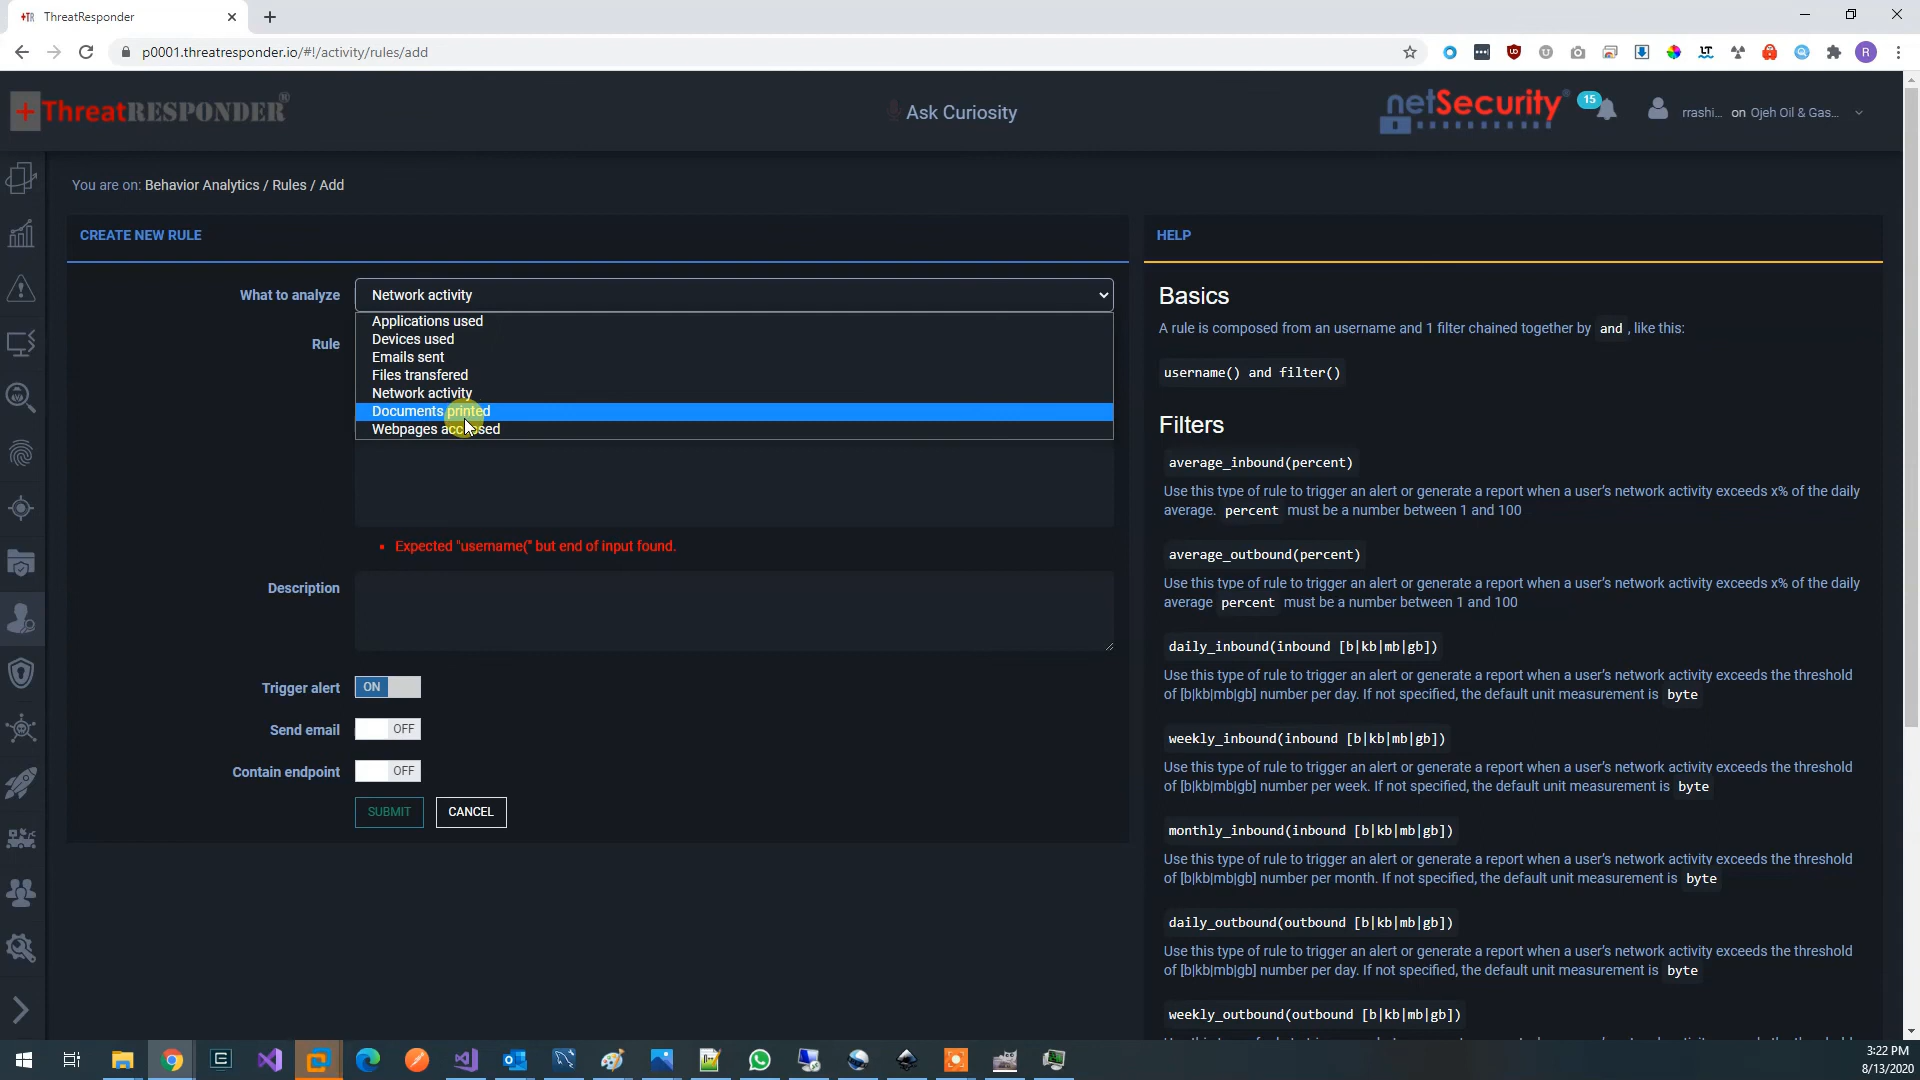 ThreatResponder
p0001.threatresponder.io/#!/activity/rules/add
R
+ThreatRESPONDER®
Ask Curiosity
netSecurity®
15
rrashi... on Ojeh Oil & Gas...
You are on: Behavior Analytics / Rules / Add
CREATE NEW RULE
What to analyze
Network activity
Applications used
Devices used
Emails sent
Files transfered
Network activity
Documents printed
Webpages accessed
Rule
Expected "username(" but end of input found.
Description
Trigger alert ON
Send email OFF
Contain endpoint OFF
SUBMIT CANCEL
HELP
Basics
A rule is composed from an username and 1 filter chained together by and , like this:
username() and filter()
Filters
average_inbound(percent)
Use this type of rule to trigger an alert or generate a report when a user's network activity exceeds x% of the daily
average. percent must be a number between 1 and 100
average_outbound(percent)
Use this type of rule to trigger an alert or generate a report when a user's network activity exceeds x% of the daily
average percent must be a number between 1 and 100
daily_inbound(inbound [b|kb|mb|gb])
Use this type of rule to trigger an alert or generate a report when a user's network activity exceeds the threshold
of [b|kb|mb|gb] number per day. If not specified, the default unit measurement is byte
weekly_inbound(inbound [b|kb|mb|gb])
Use this type of rule to trigger an alert or generate a report when a user's network activity exceeds the threshold
of [b|kb|mb|gb] number per week. If not specified, the default unit measurement is byte
monthly_inbound(inbound [b|kb|mb|gb])
Use this type of rule to trigger an alert or generate a report when a user's network activity exceeds the threshold
of [b|kb|mb|gb] number per month. If not specified, the default unit measurement is byte
daily_outbound(outbound [b|kb|mb|gb])
Use this type of rule to trigger an alert or generate a report when a user's network activity exceeds the threshold
of [b|kb|mb|gb] number per day. If not specified, the default unit measurement is byte
weekly_outbound(outbound [b|kb|mb|gb])
3:22 PM
8/13/2020